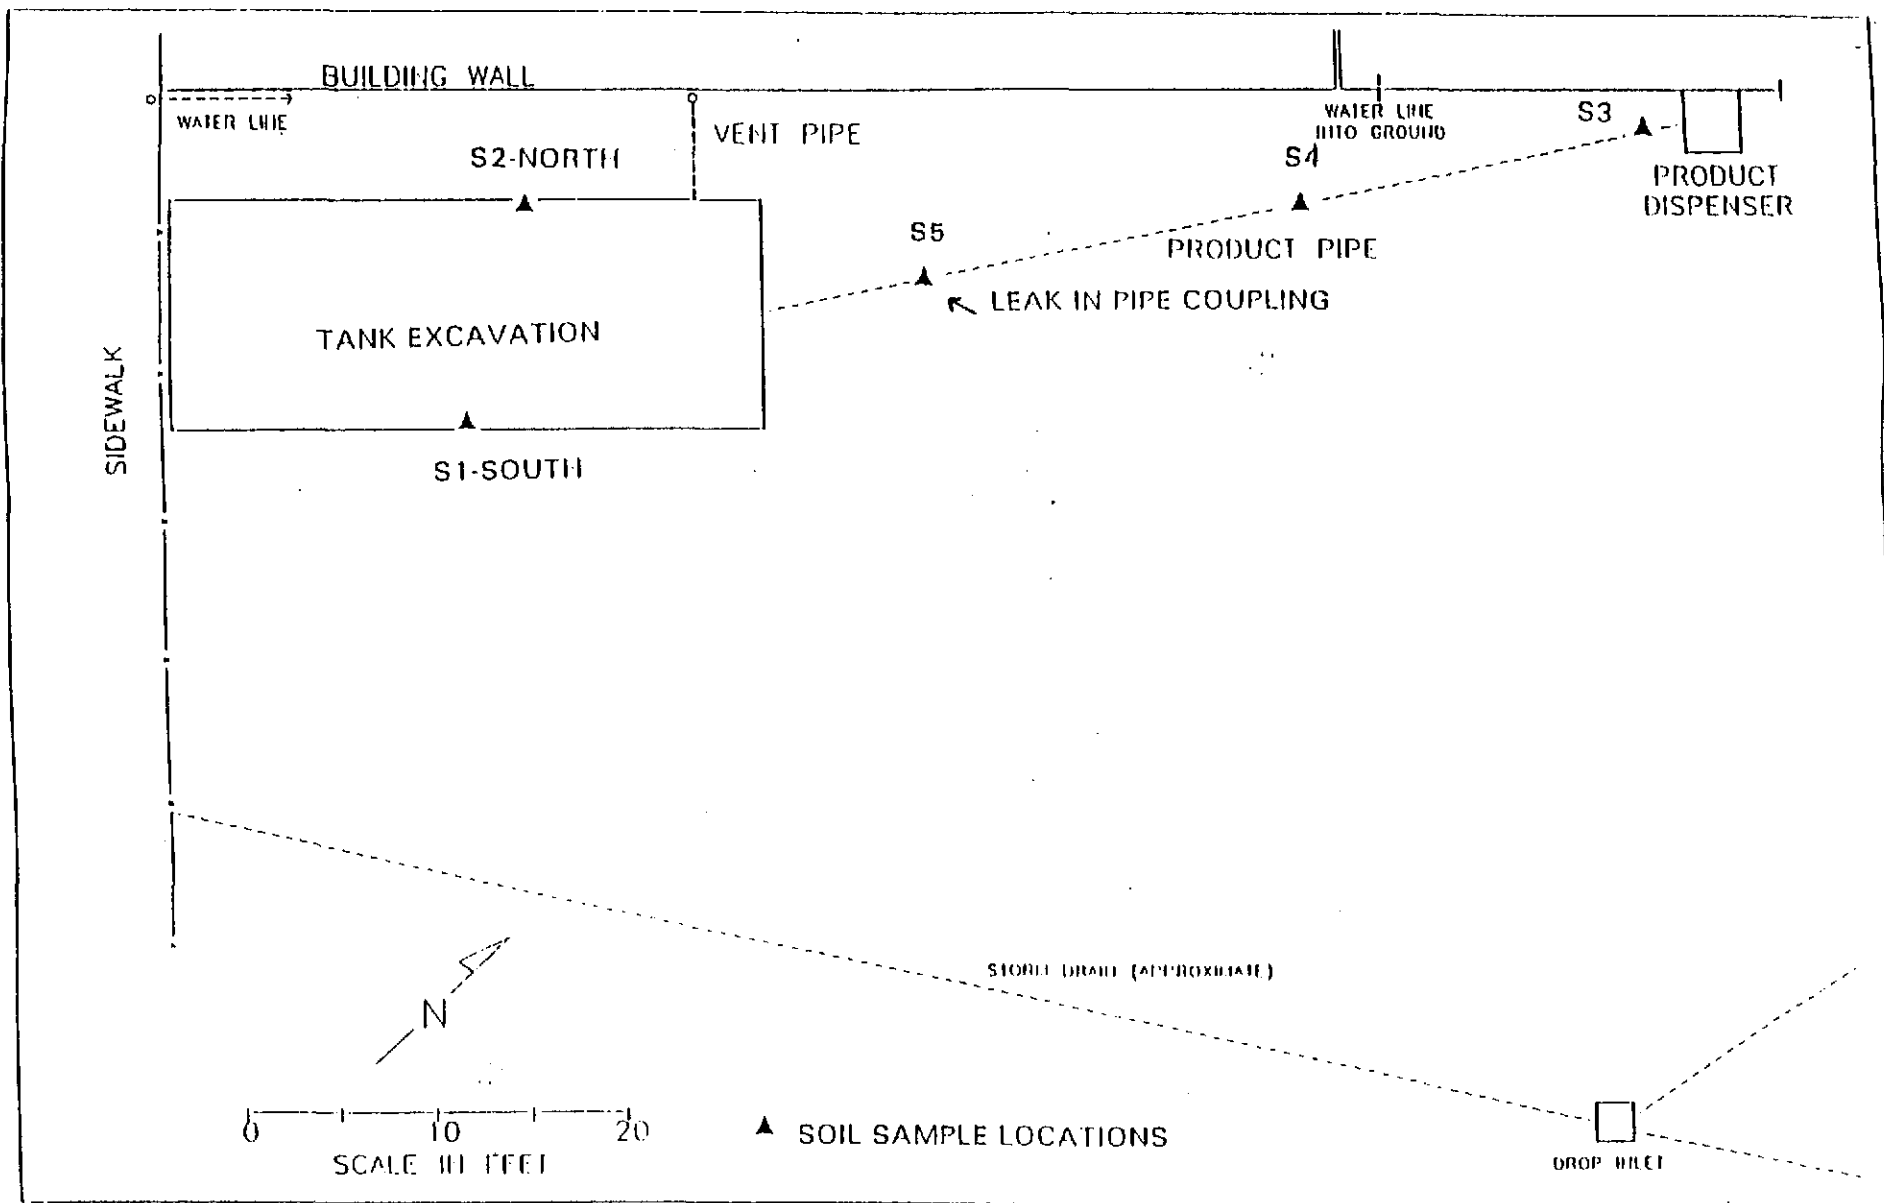 BUILDING WALL
WATER LINE
VENT PIPE
WATER LINE
INTO GROUND
S3
S2-NORTH
S4
PRODUCT
DISPENSER
S5
PRODUCT PIPE
LEAK IN PIPE COUPLING
TANK EXCAVATION
SIDEWALK
S1-SOUTH
STORM DRAIN (APPROXIMATE)
N
0 10 20
SCALE IN FEET
SOIL SAMPLE LOCATIONS
DROP INLET